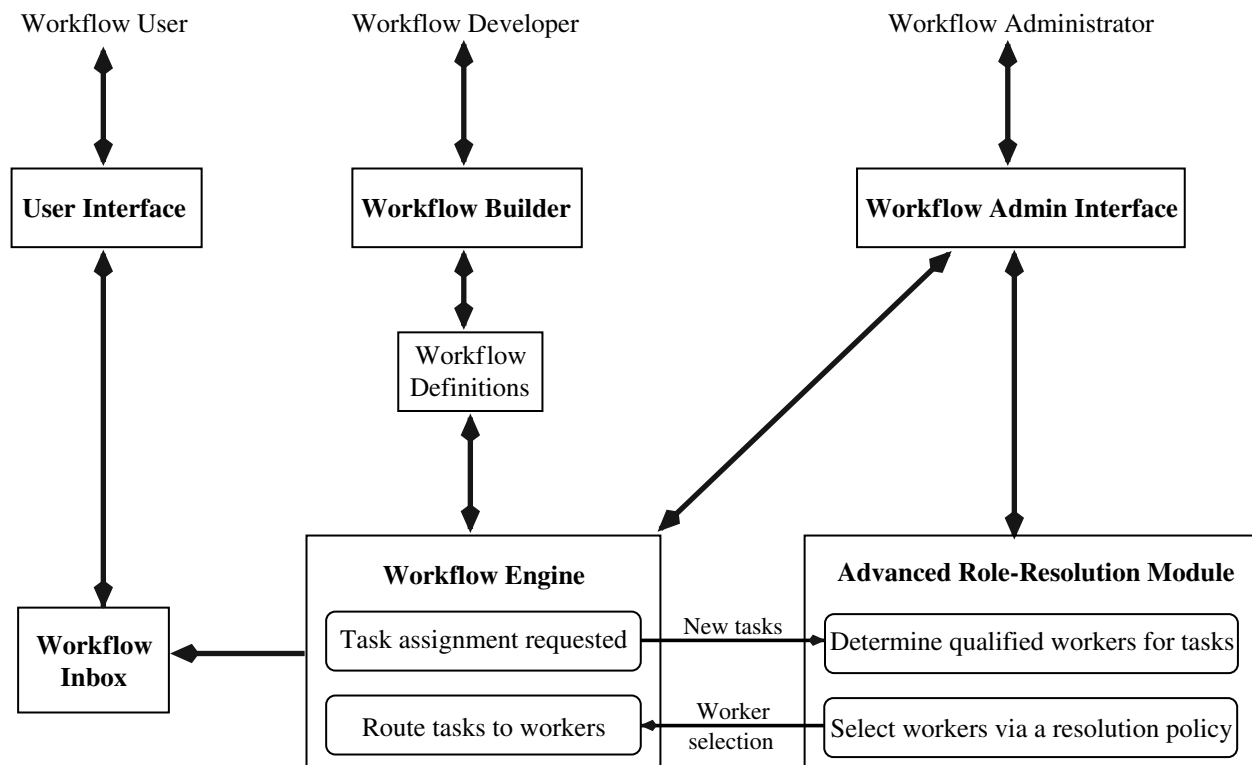 Workflow User
Workflow Developer
Workflow Administrator
User Interface
Workflow Builder
Workflow Admin Interface
Workflow
Definitions
Workflow Engine
Advanced Role-Resolution Module
Workflow
Inbox
Task assignment requested
New tasks
Determine qualified workers for tasks
Route tasks to workers
Worker
selection
Select workers via a resolution policy